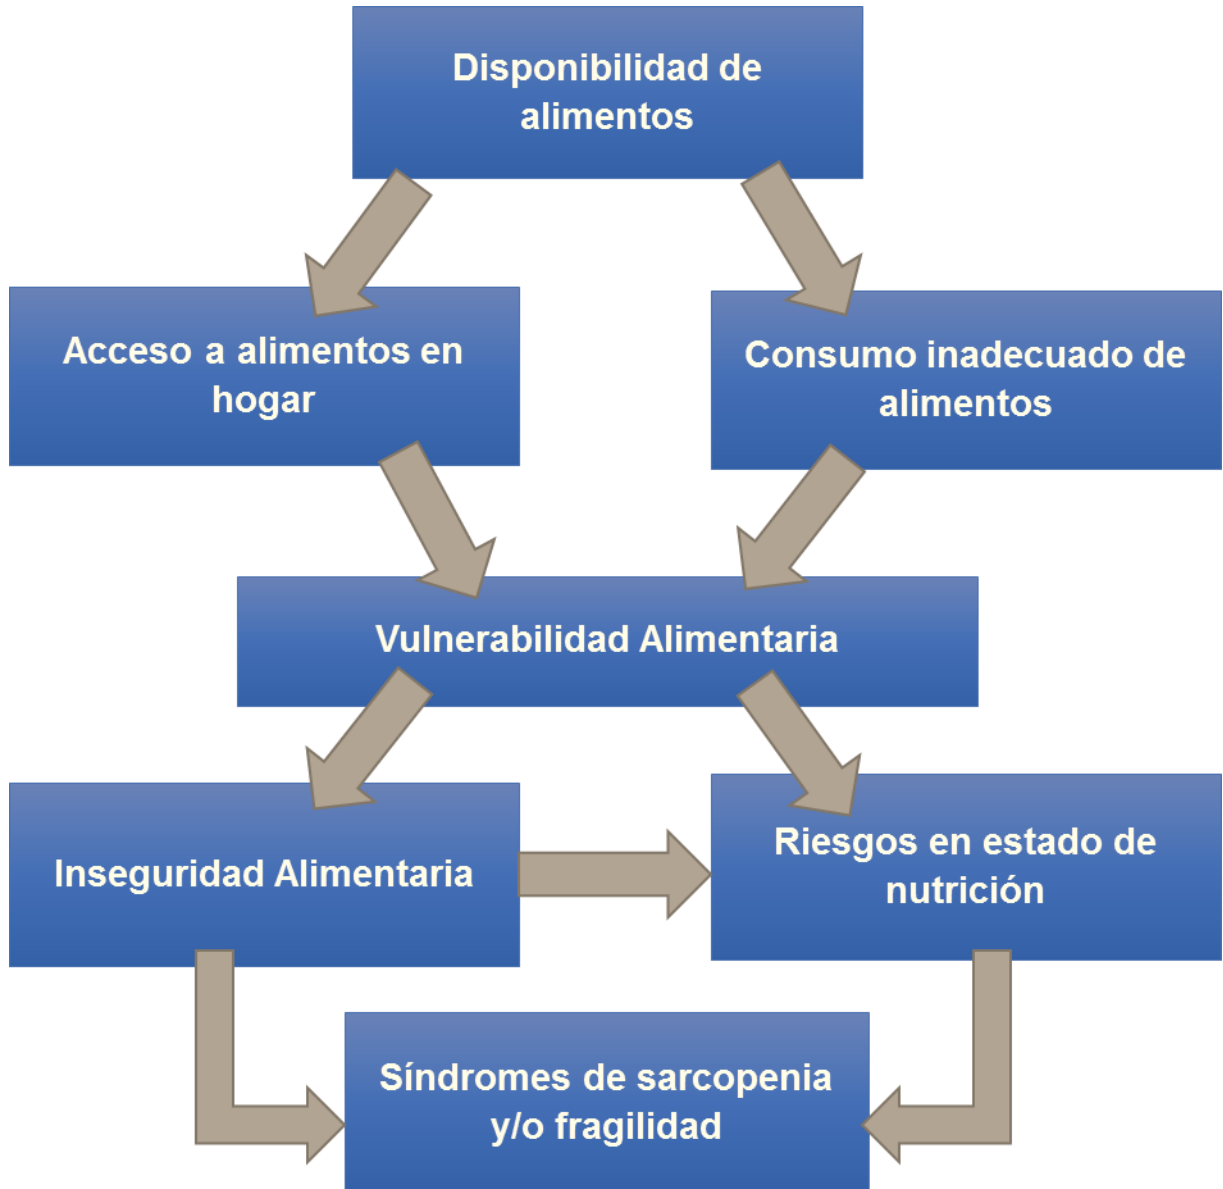 Disponibilidad de
alimentos
Acceso a alimentos en
hogar
Consumo inadecuado de
alimentos
Vulnerabilidad Alimentaria
Inseguridad Alimentaria
Riesgos en estado de
nutrición
Síndromes de sarcopenia
y/o fragilidad